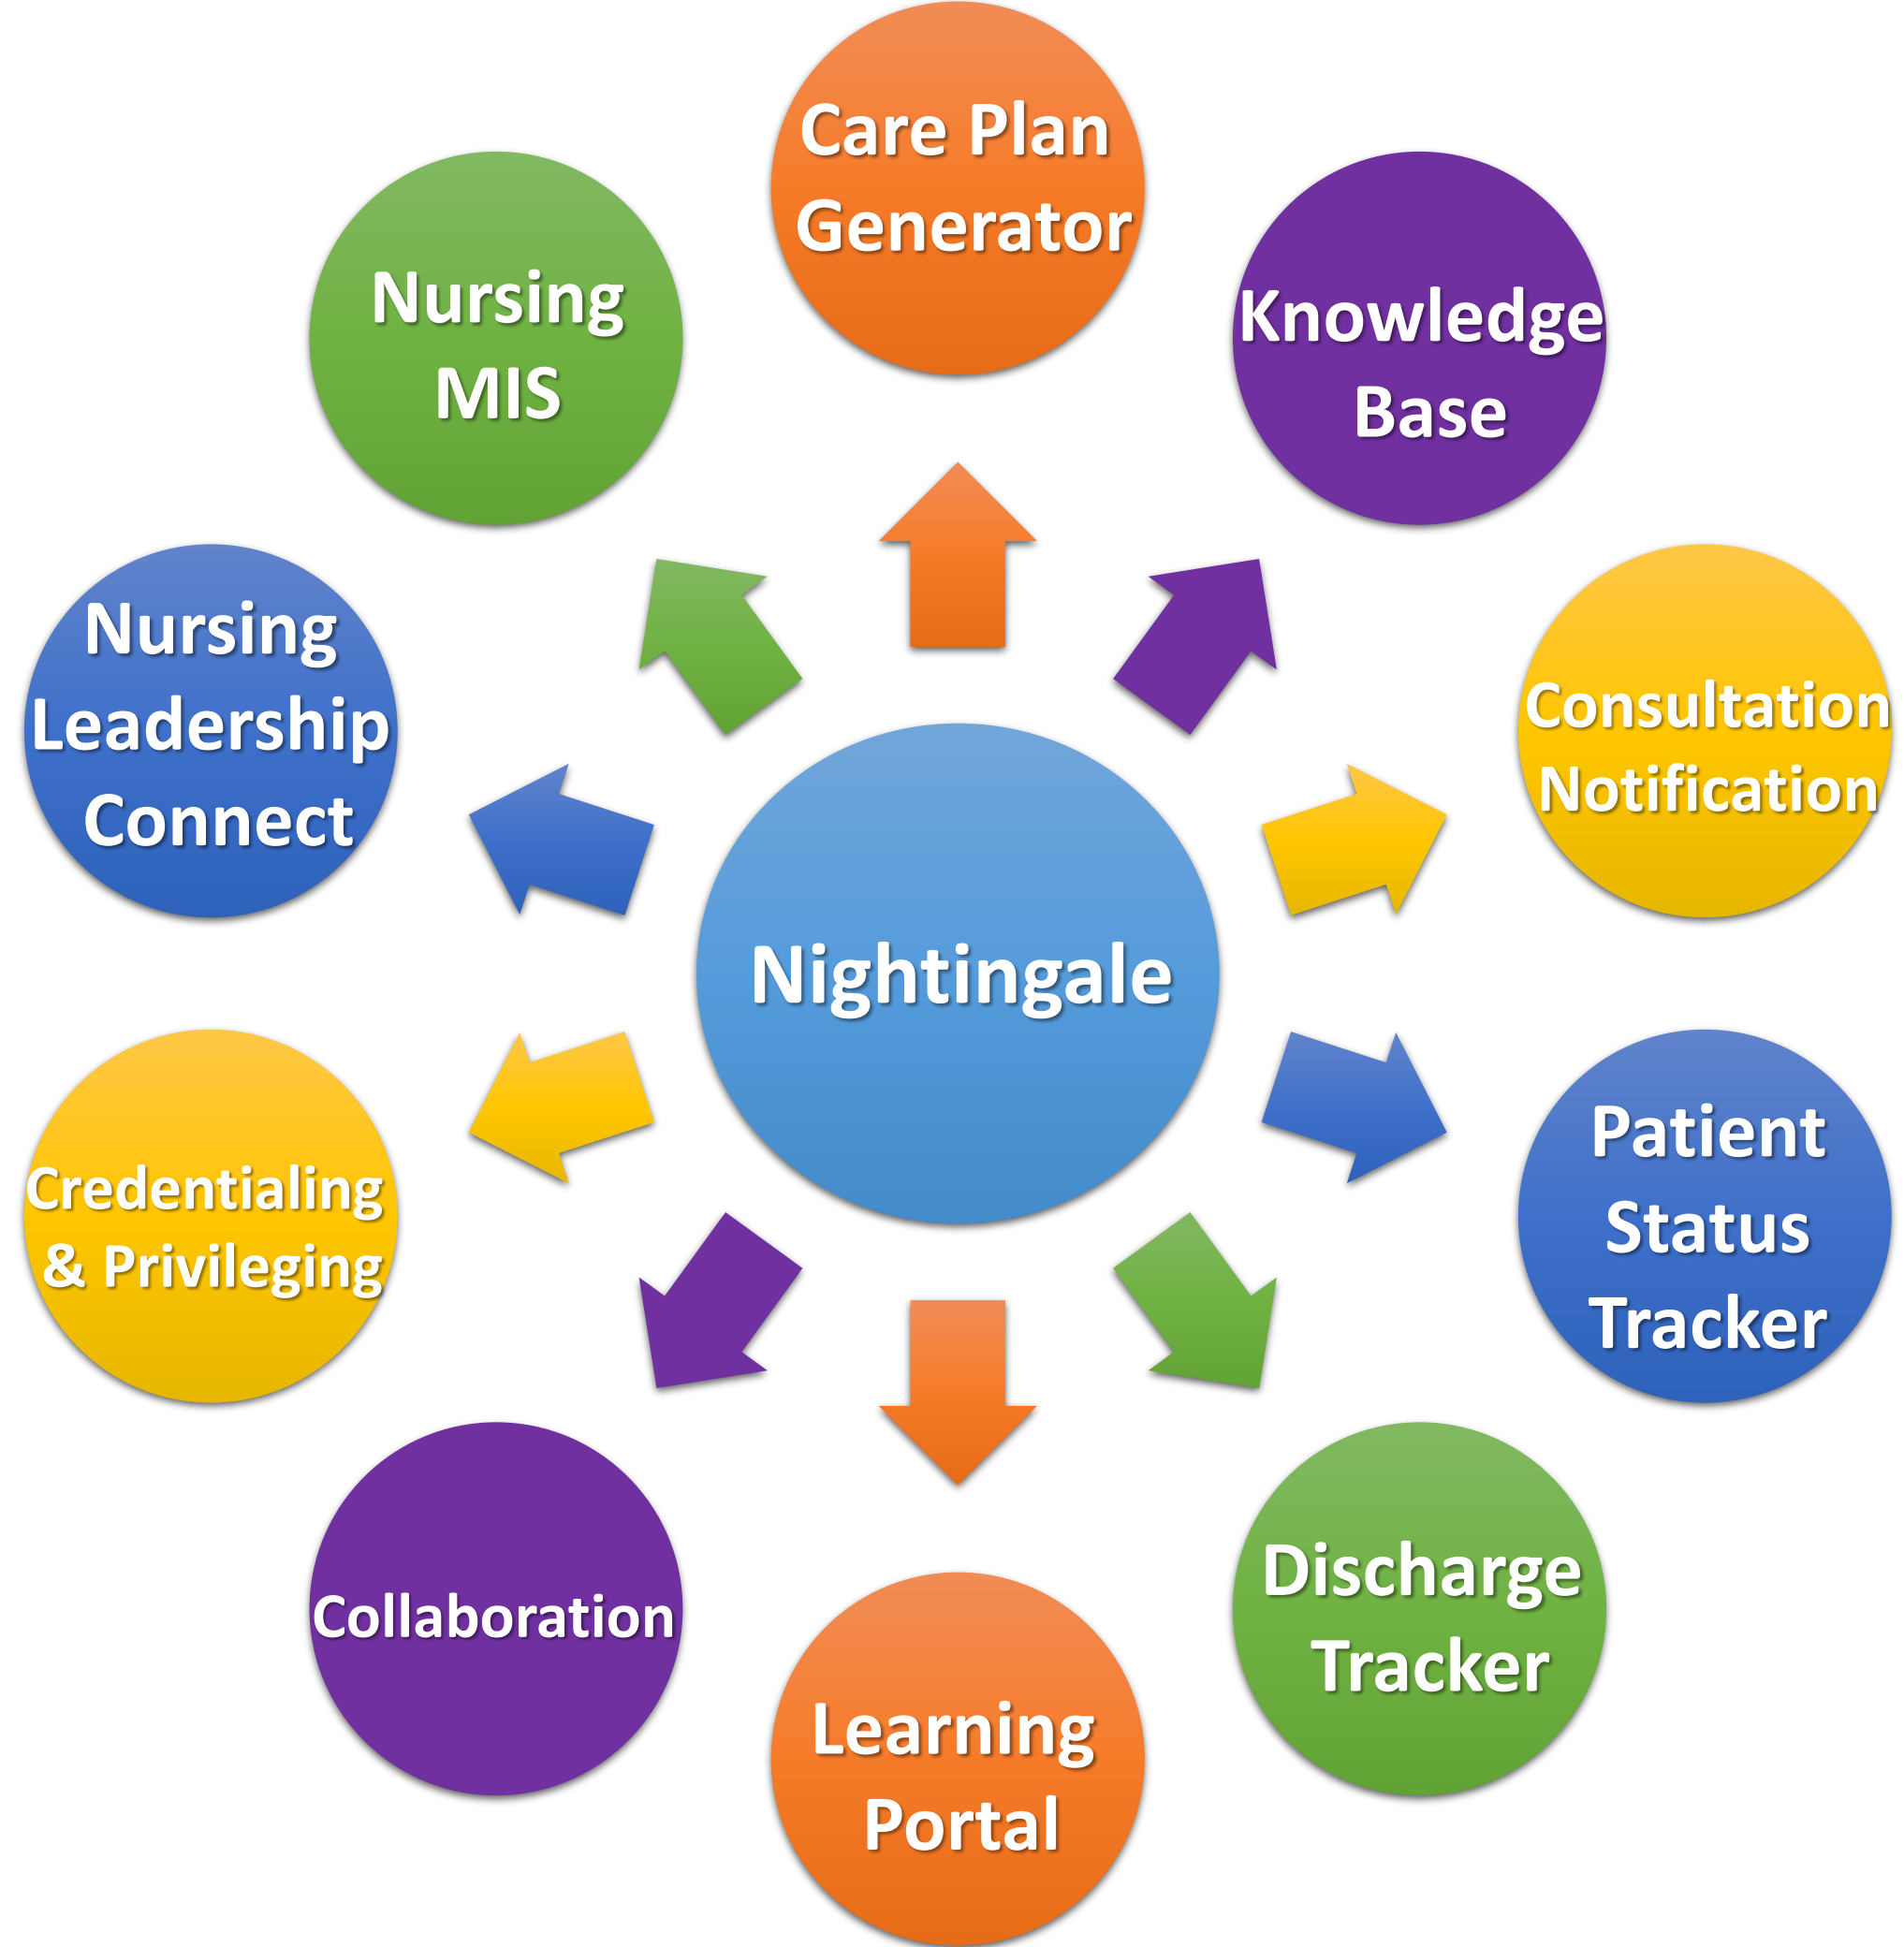 Care Plan
Generator
Knowledge
Base
Consultation
Notification
Patient
Status
Tracker
Discharge
Tracker
Learning
Portal
Collaboration
Credentialing
& Privileging
Nursing
Leadership
Connect
Nursing
MIS
Nightingale